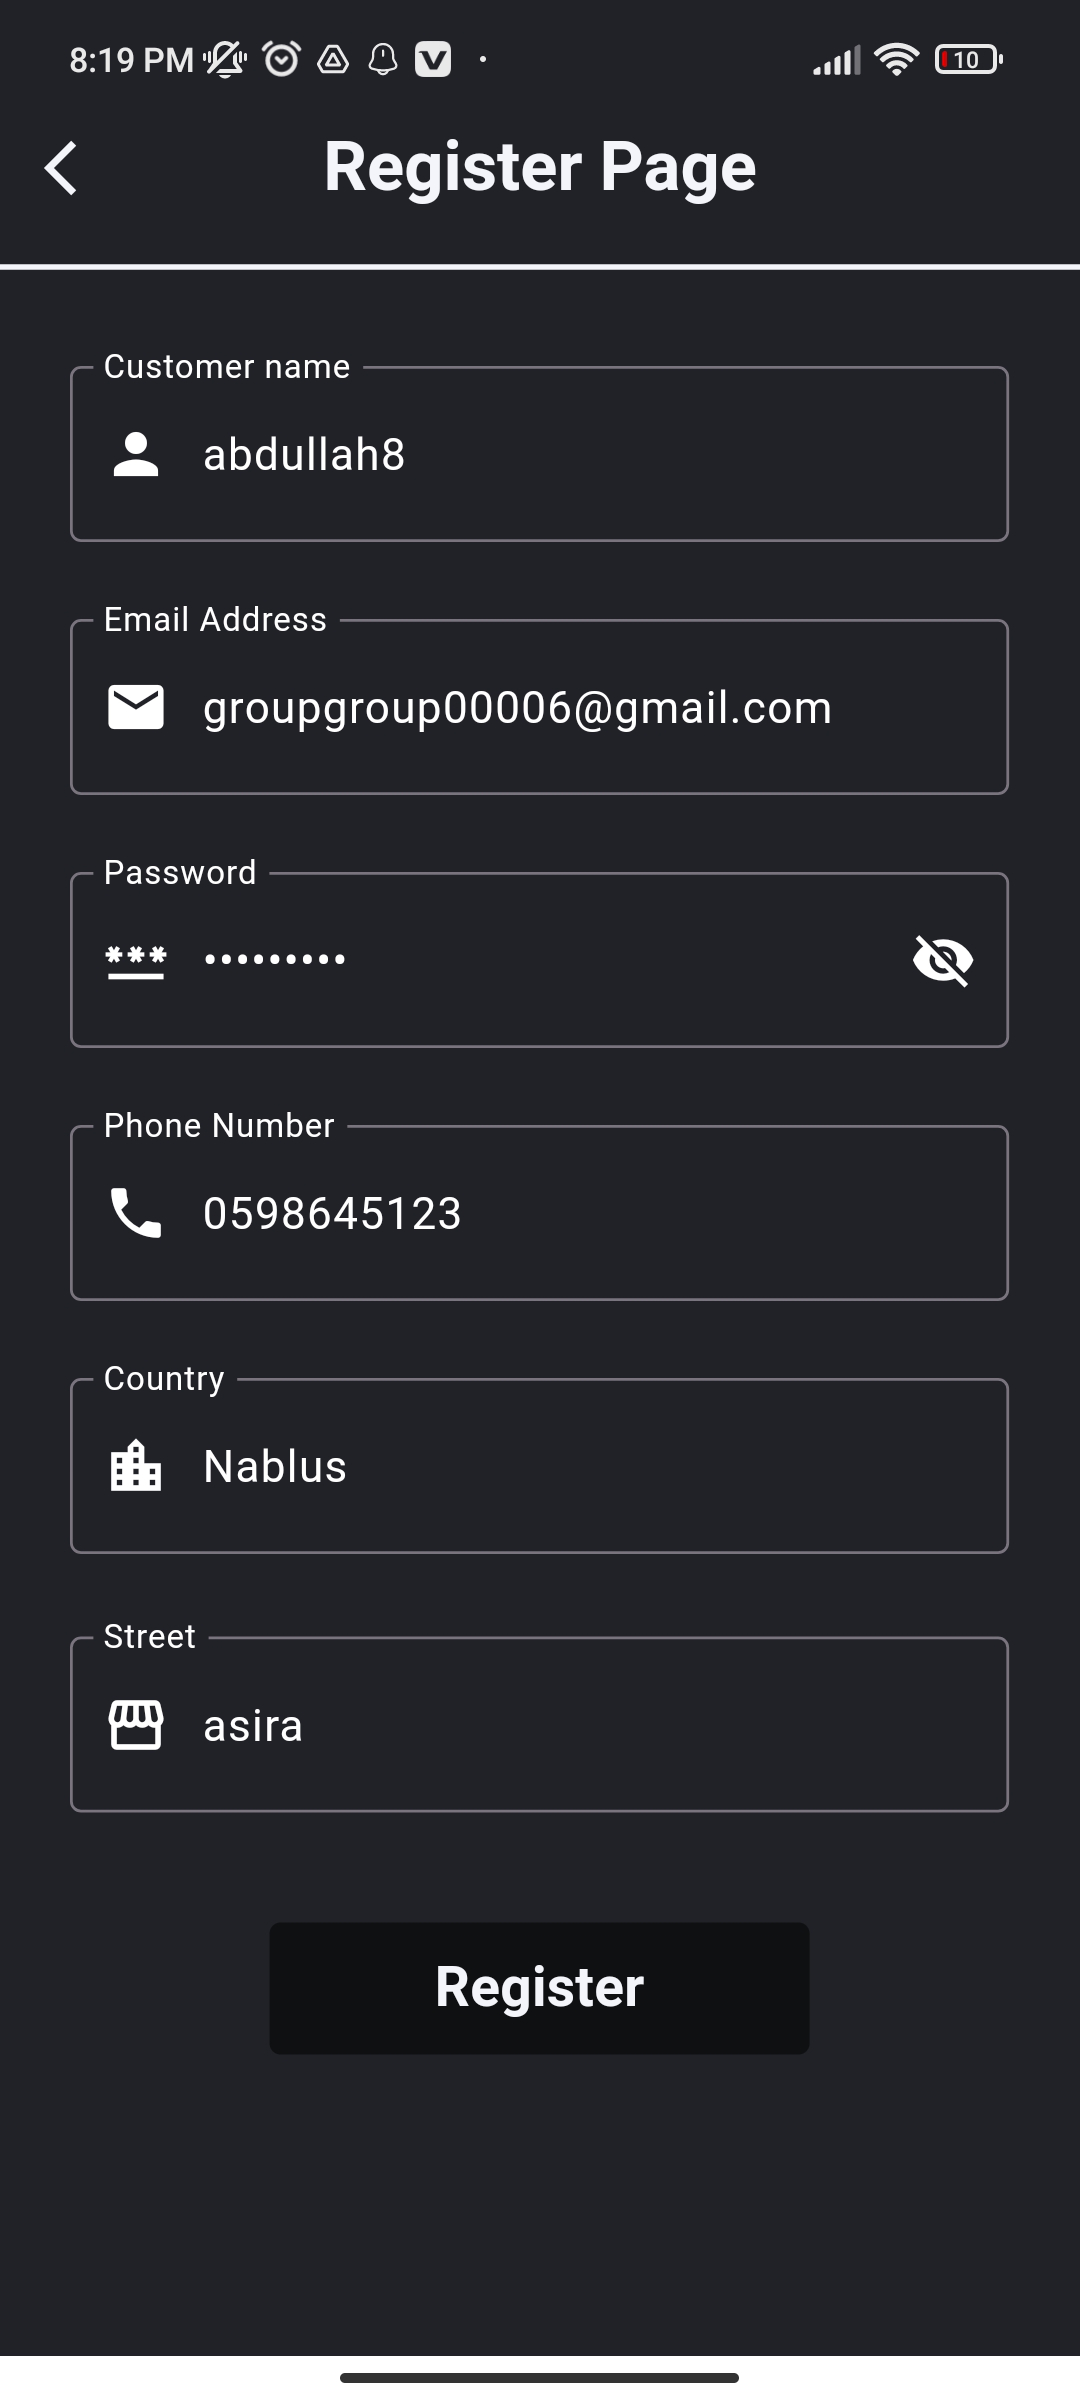 8:19 PM
10
Register Page
Customer name
abdullah8
Email Address
groupgroup00006@gmail.com
Password
•••••••••
Phone Number
0598645123
Country
Nablus
Street
asira
Register